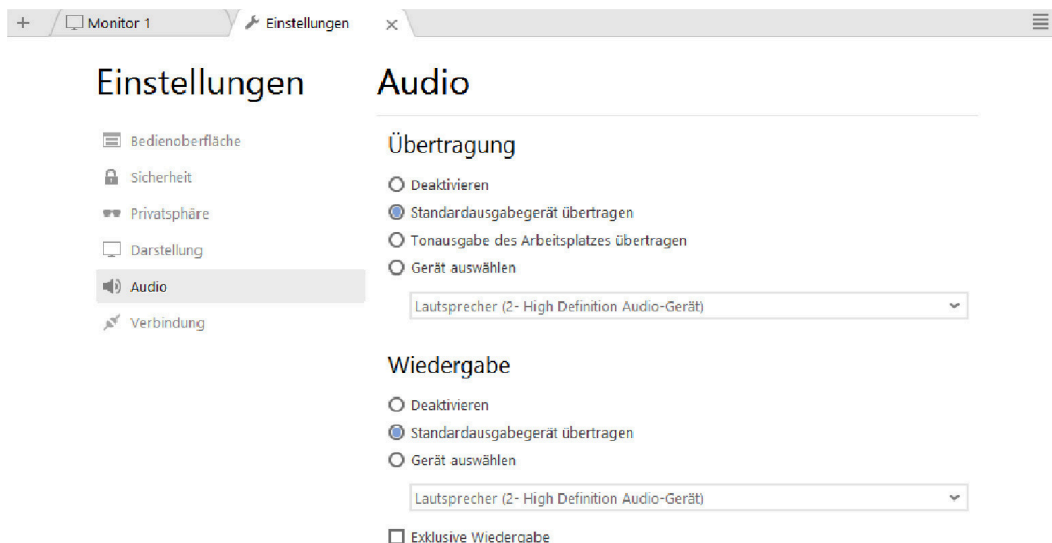 + Monitor 1 Einstellungen ×
Einstellungen
Bedienoberfläche
Sicherheit
Privatsphäre
Darstellung
Audio
Verbindung
Audio
Übertragung
Deaktivieren
Standardausgabegerät übertragen
Tonausgabe des Arbeitsplatzes übertragen
Gerät auswählen
Lautsprecher (2- High Definition Audio-Gerät)
Wiedergabe
Deaktivieren
Standardausgabegerät übertragen
Gerät auswählen
Lautsprecher (2- High Definition Audio-Gerät)
Exklusive Wiedergabe